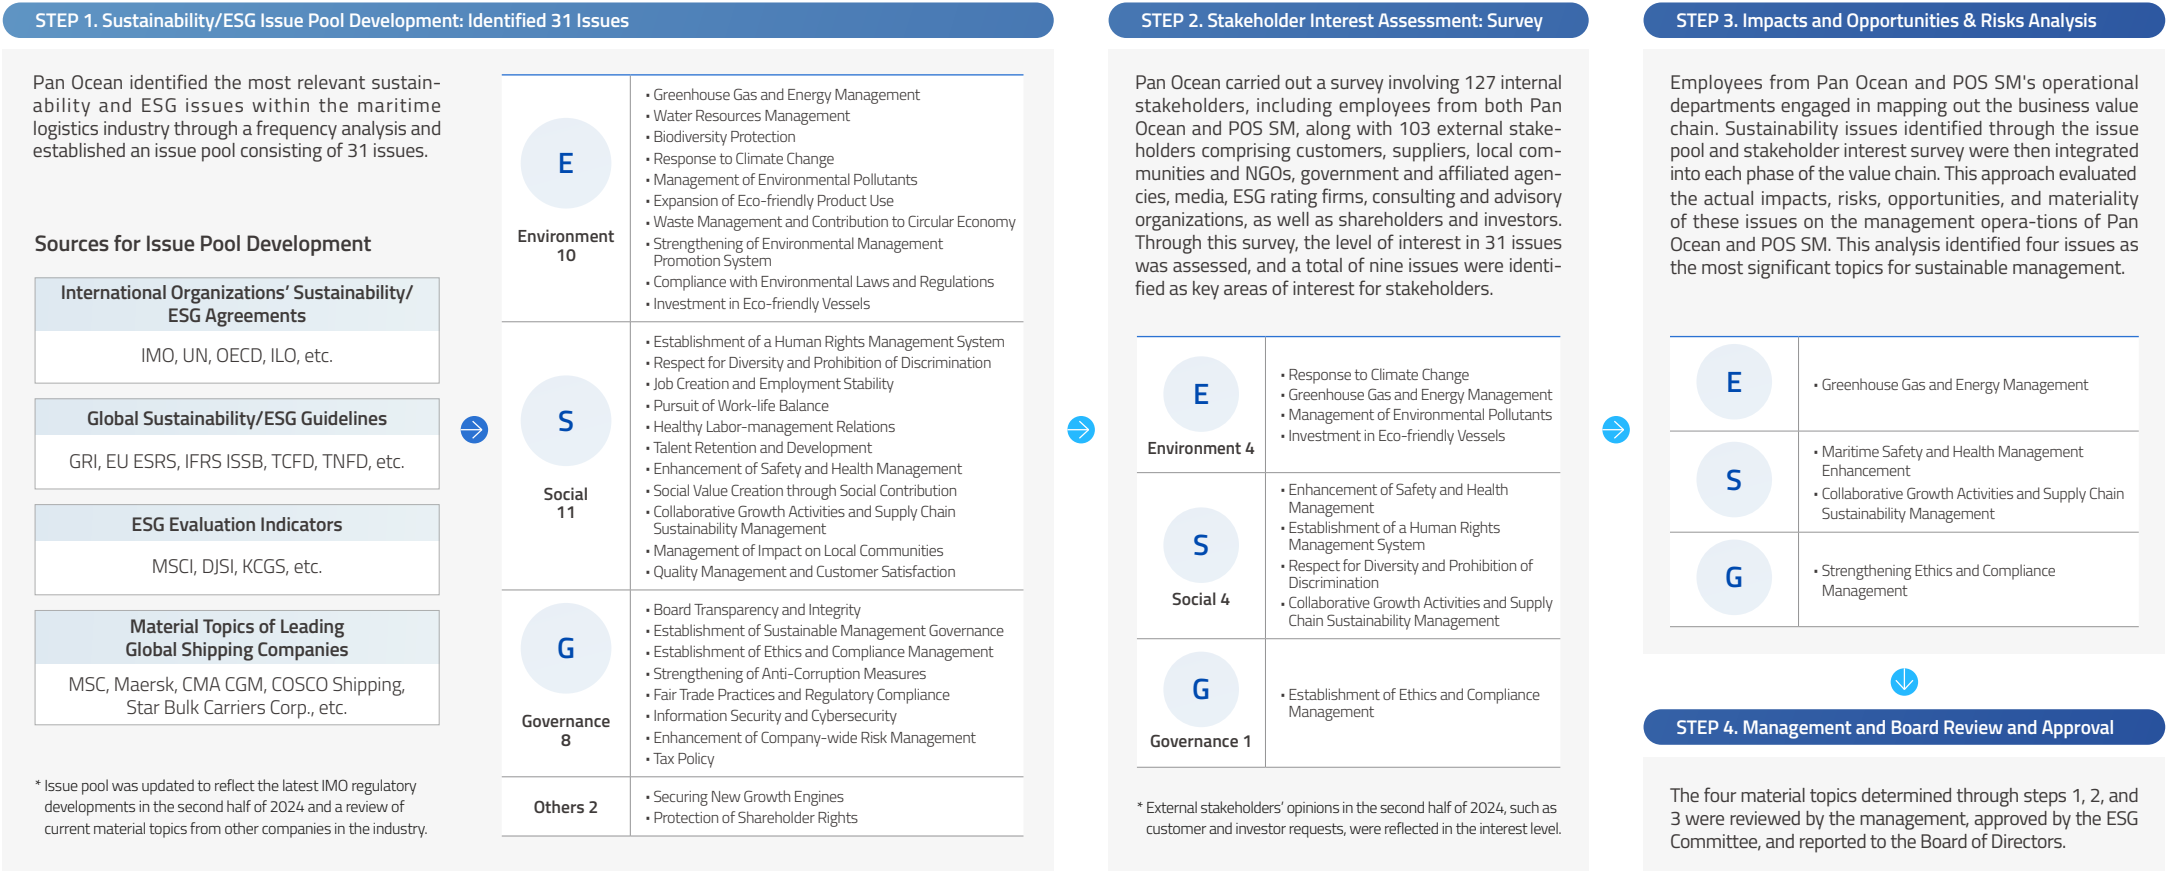 STEP 1. Sustainability/ESG Issue Pool Development: Identified 31 Issues
Pan Ocean identified the most relevant sustain-
ability and ESG issues within the maritime
logistics industry through a frequency analysis and
established an issue pool consisting of 31 issues.
Sources for Issue Pool Development
International Organizations’ Sustainability/
ESG Agreements
IMO, UN, OECD, ILO, etc.
Global Sustainability/ESG Guidelines
GRI, EU ESRS, IFRS ISSB, TCFD, TNFD, etc.
ESG Evaluation Indicators
MSCI, DJSI, KCGS, etc.
Material Topics of Leading
Global Shipping Companies
MSC, Maersk, CMA CGM, COSCO Shipping,
Star Bulk Carriers Corp., etc.
* Issue pool was updated to reflect the latest IMO regulatory
developments in the second half of 2024 and a review of
current material topics from other companies in the industry.
E
Environment
10
• Greenhouse Gas and Energy Management
• Water Resources Management
• Biodiversity Protection
• Response to Climate Change
• Management of Environmental Pollutants
• Expansion of Eco-friendly Product Use
• Waste Management and Contribution to Circular Economy
• Strengthening of Environmental Management
Promotion System
• Compliance with Environmental Laws and Regulations
• Investment in Eco-friendly Vessels
S
Social
11
• Establishment of a Human Rights Management System
• Respect for Diversity and Prohibition of Discrimination
• Job Creation and Employment Stability
• Pursuit of Work-life Balance
• Healthy Labor-management Relations
• Talent Retention and Development
• Enhancement of Safety and Health Management
• Social Value Creation through Social Contribution
• Collaborative Growth Activities and Supply Chain
Sustainability Management
• Management of Impact on Local Communities
• Quality Management and Customer Satisfaction
G
Governance
8
• Board Transparency and Integrity
• Establishment of Sustainable Management Governance
• Establishment of Ethics and Compliance Management
• Strengthening of Anti-Corruption Measures
• Fair Trade Practices and Regulatory Compliance
• Information Security and Cybersecurity
• Enhancement of Company-wide Risk Management
• Tax Policy
Others 2
• Securing New Growth Engines
• Protection of Shareholder Rights
STEP 2. Stakeholder Interest Assessment: Survey
Pan Ocean carried out a survey involving 127 internal
stakeholders, including employees from both Pan
Ocean and POS SM, along with 103 external stake-
holders comprising customers, suppliers, local com-
munities and NGOs, government and affiliated agen-
cies, media, ESG rating firms, consulting and advisory
organizations, as well as shareholders and investors.
Through this survey, the level of interest in 31 issues
was assessed, and a total of nine issues were identi-
fied as key areas of interest for stakeholders.
E
Environment 4
• Response to Climate Change
• Greenhouse Gas and Energy Management
• Management of Environmental Pollutants
• Investment in Eco-friendly Vessels
S
Social 4
• Enhancement of Safety and Health
Management
• Establishment of a Human Rights
Management System
• Respect for Diversity and Prohibition of
Discrimination
• Collaborative Growth Activities and Supply
Chain Sustainability Management
G
Governance 1
• Establishment of Ethics and Compliance
Management
* External stakeholders’ opinions in the second half of 2024, such as
customer and investor requests, were reflected in the interest level.
STEP 3. Impacts and Opportunities & Risks Analysis
Employees from Pan Ocean and POS SM's operational
departments engaged in mapping out the business value
chain. Sustainability issues identified through the issue
pool and stakeholder interest survey were then integrated
into each phase of the value chain. This approach evaluated
the actual impacts, risks, opportunities, and materiality
of these issues on the management opera-tions of Pan
Ocean and POS SM. This analysis identified four issues as
the most significant topics for sustainable management.
E
• Greenhouse Gas and Energy Management
S
• Maritime Safety and Health Management
Enhancement
• Collaborative Growth Activities and Supply Chain
Sustainability Management
G
• Strengthening Ethics and Compliance
Management
STEP 4. Management and Board Review and Approval
The four material topics determined through steps 1, 2, and
3 were reviewed by the management, approved by the ESG
Committee, and reported to the Board of Directors.